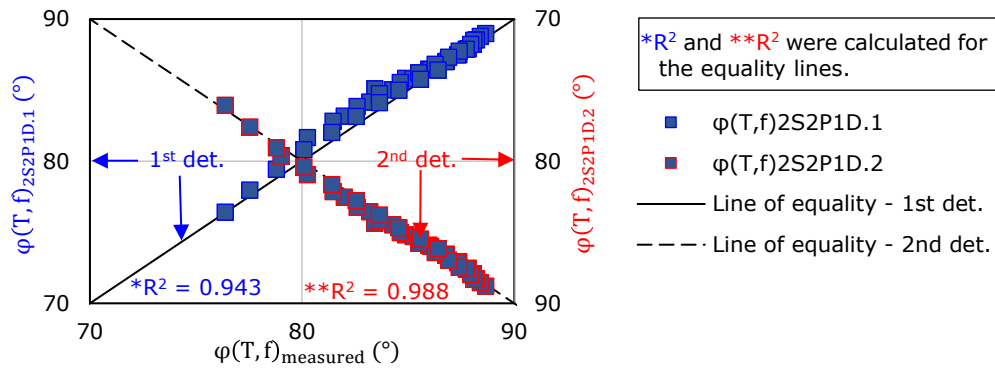 90
80
70
φ(T,f)2S2P1D.1 (°)
1st det.
2nd det.
*R² = 0.943
**R² = 0.988
70
80
90
φ(T,f)measured (°)
70
80
90
φ(T,f)2S2P1D.2 (°)
*R² and **R² were calculated for
the equality lines.
φ(T,f)2S2P1D.1
φ(T,f)2S2P1D.2
Line of equality - 1st det.
Line of equality - 2nd det.